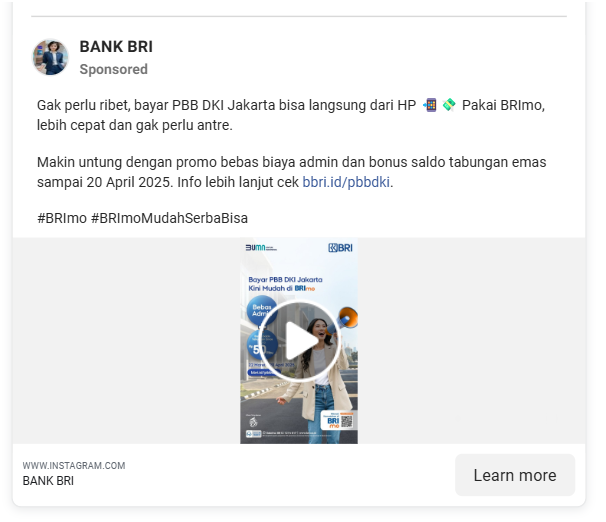 BANK BRI
Sponsored
Gak perlu ribet, bayar PBB DKI Jakarta bisa langsung dari HP 📲 💸 Pakai BRImo,
lebih cepat dan gak perlu antre.
Makin untung dengan promo bebas biaya admin dan bonus saldo tabungan emas
sampai 20 April 2025. Info lebih lanjut cek bbri.id/pbbdki.
#BRImo #BRImoMudahSerbaBisa
BUMN
BRI
Bayar PBB DKI Jakarta
Kini Mudah di BRImo
Bebas
BRI
mo
WWW.INSTAGRAM.COM
BANK BRI
Learn more